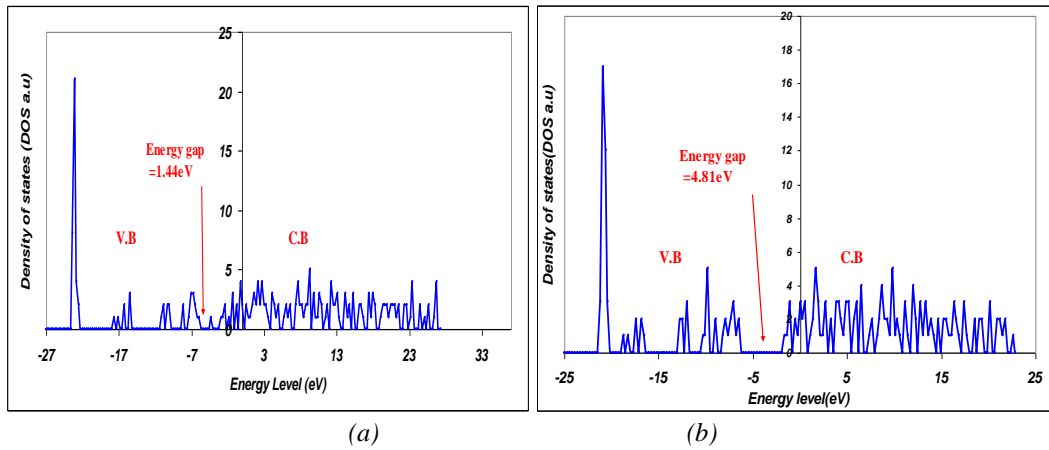 Density of states (DOS a.u)
25
20
15
10
5
0
Energy gap
=1.44eV
V.B
C.B
-27
-17
-7
3
13
23
33
Energy Level (eV)
(a)
Density of states(DOS a.u)
20
18
16
14
12
10
8
6
4
2
0
Energy gap
=4.81eV
V.B
C.B
-25
-15
-5
5
15
25
Energy level(eV)
(b)